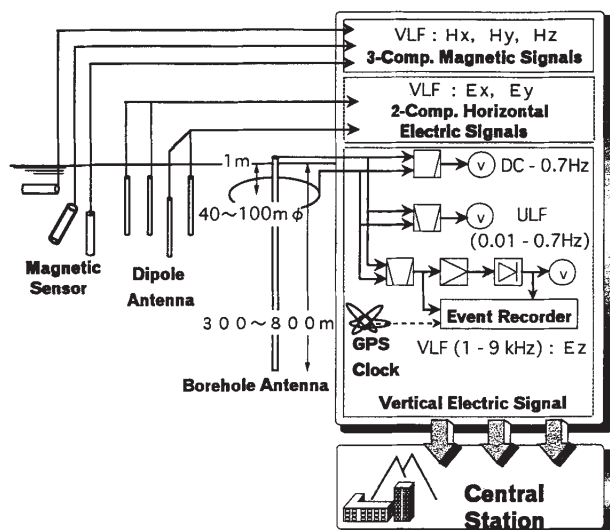 VLF : Hx, Hy, Hz
3-Comp. Magnetic Signals
VLF : Ex, Ey
2-Comp. Horizontal
Electric Signals
1m
v
DC - 0.7Hz
40~100mφ
v
ULF
(0.01 - 0.7Hz)
Magnetic
Sensor
Dipole
Antenna
v
300~800m
Event Recorder
GPS
Clock
VLF (1 - 9 kHz) : Ez
Borehole Antenna
Vertical Electric Signal
Central
Station